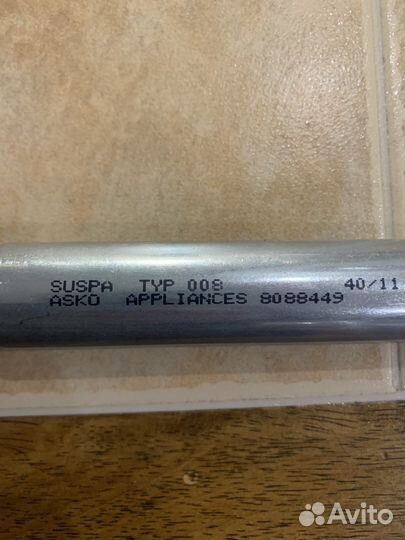 SUSPA TYP 008 40/11
ASKO APPLIANCES 8088449
Avito